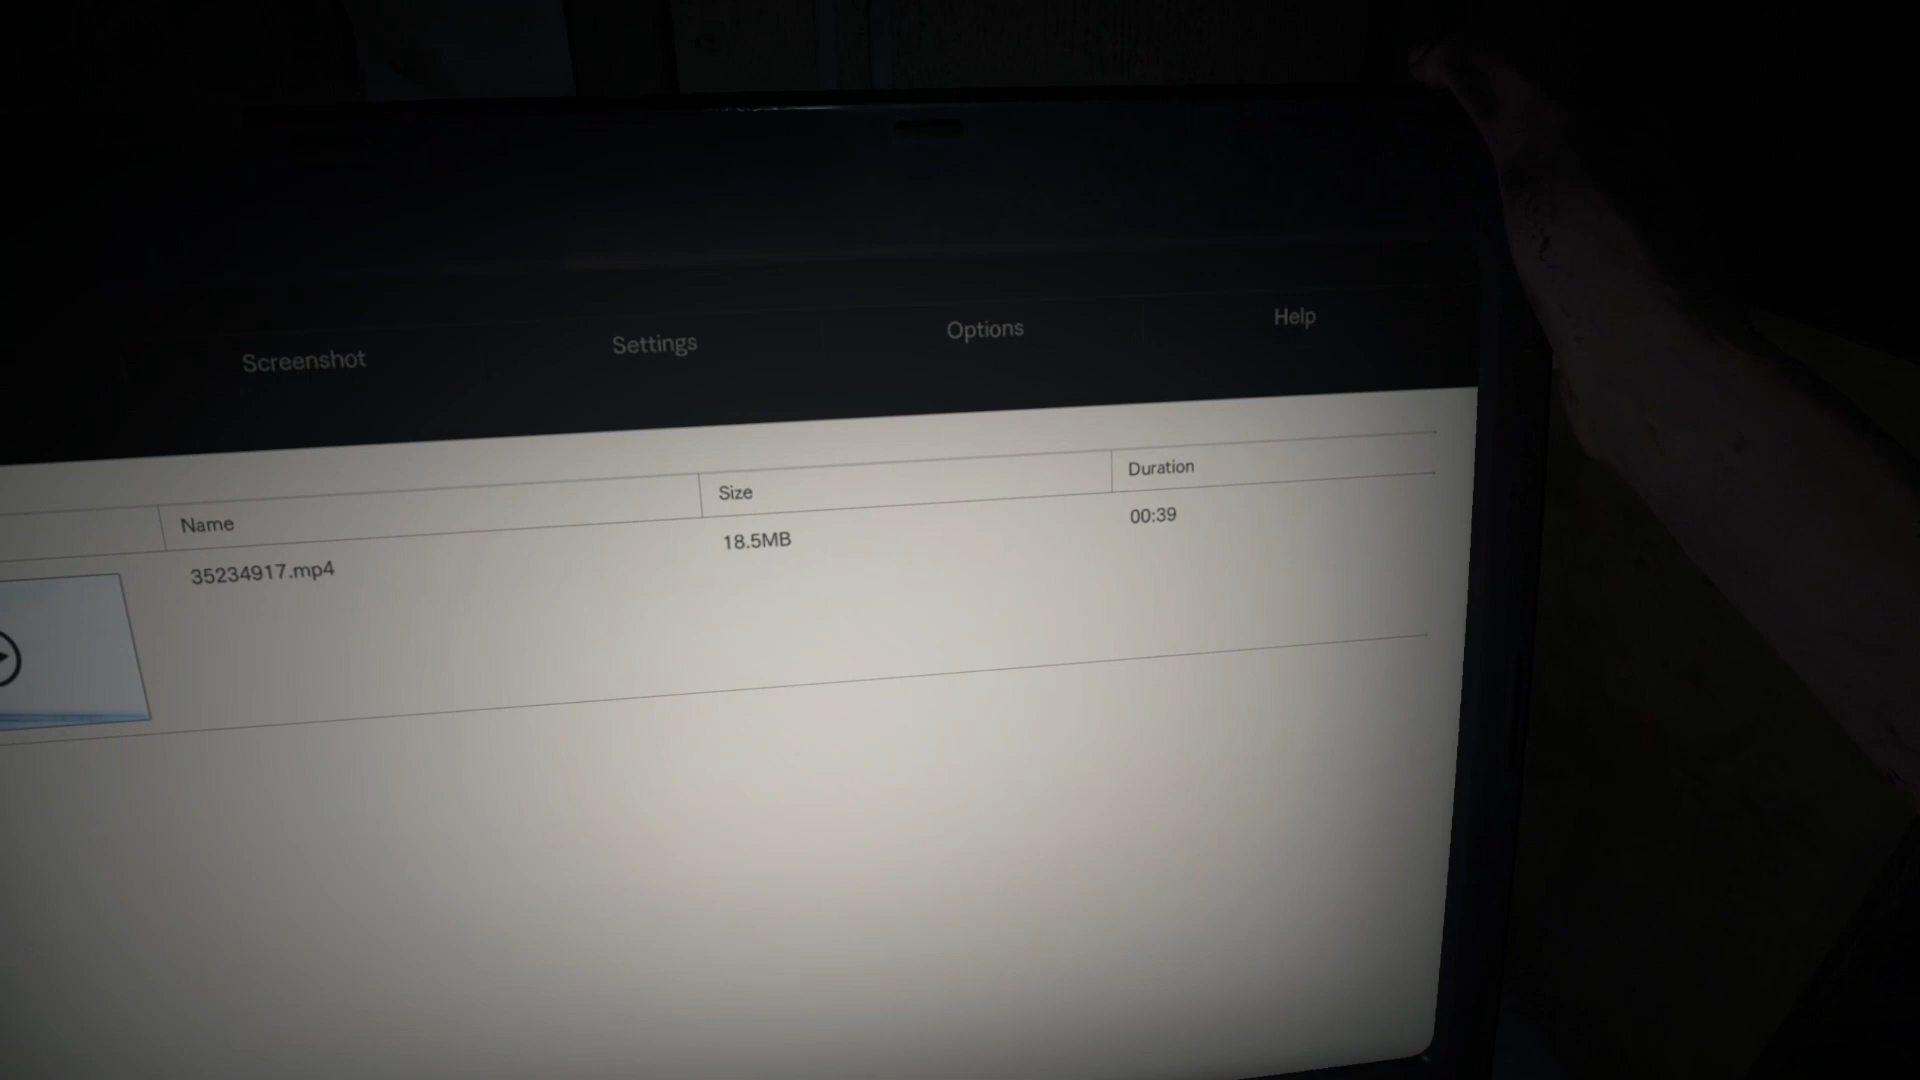 Screenshot Settings Options Help
Name Size Duration
35234917.mp4 18.5MB 00:39